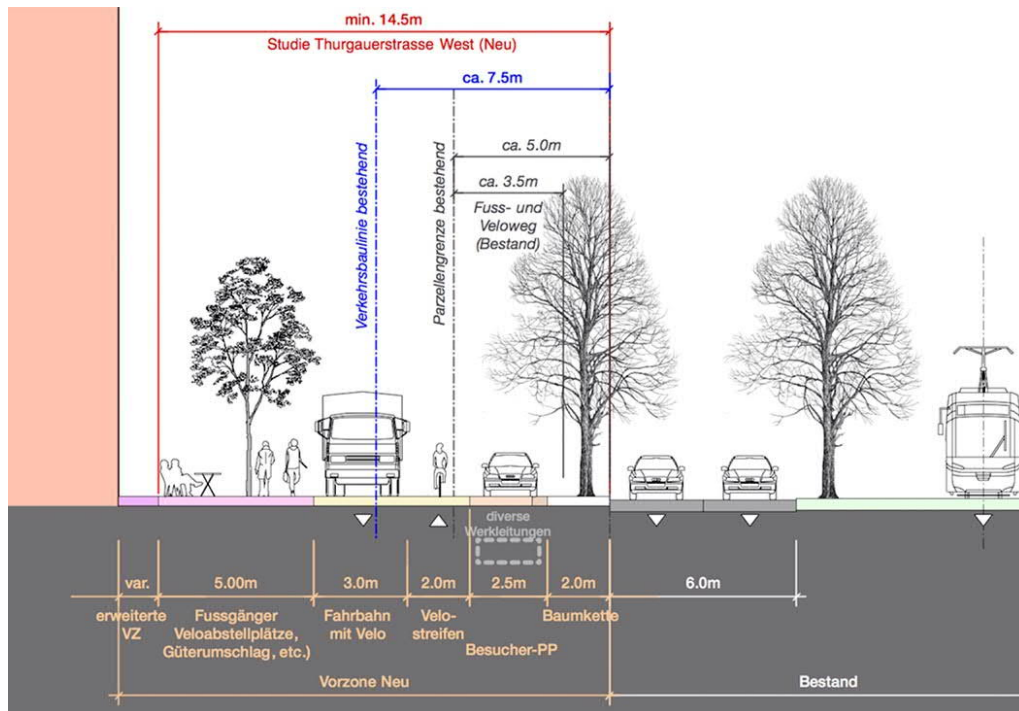 min. 14.5m
Studie Thurgauerstrasse West (Neu)
ca. 7.5m
Verkehrsbaulinie bestehend
Parzellengrenze bestehend
ca. 5.0m
ca. 3.5m
Fuss- und
Veloweg
(Bestand)
diverse
Werkleitungen
var.
5.00m
3.0m
2.0m
2.5m
2.0m
6.0m
erweiterte
VZ
Fussgänger
Veloabstellplätze,
Güterumschlag, etc.)
Fahrbahn
mit Velo
Velo-
streifen
Besucher-PP
Baumkette
Vorzone Neu
Bestand